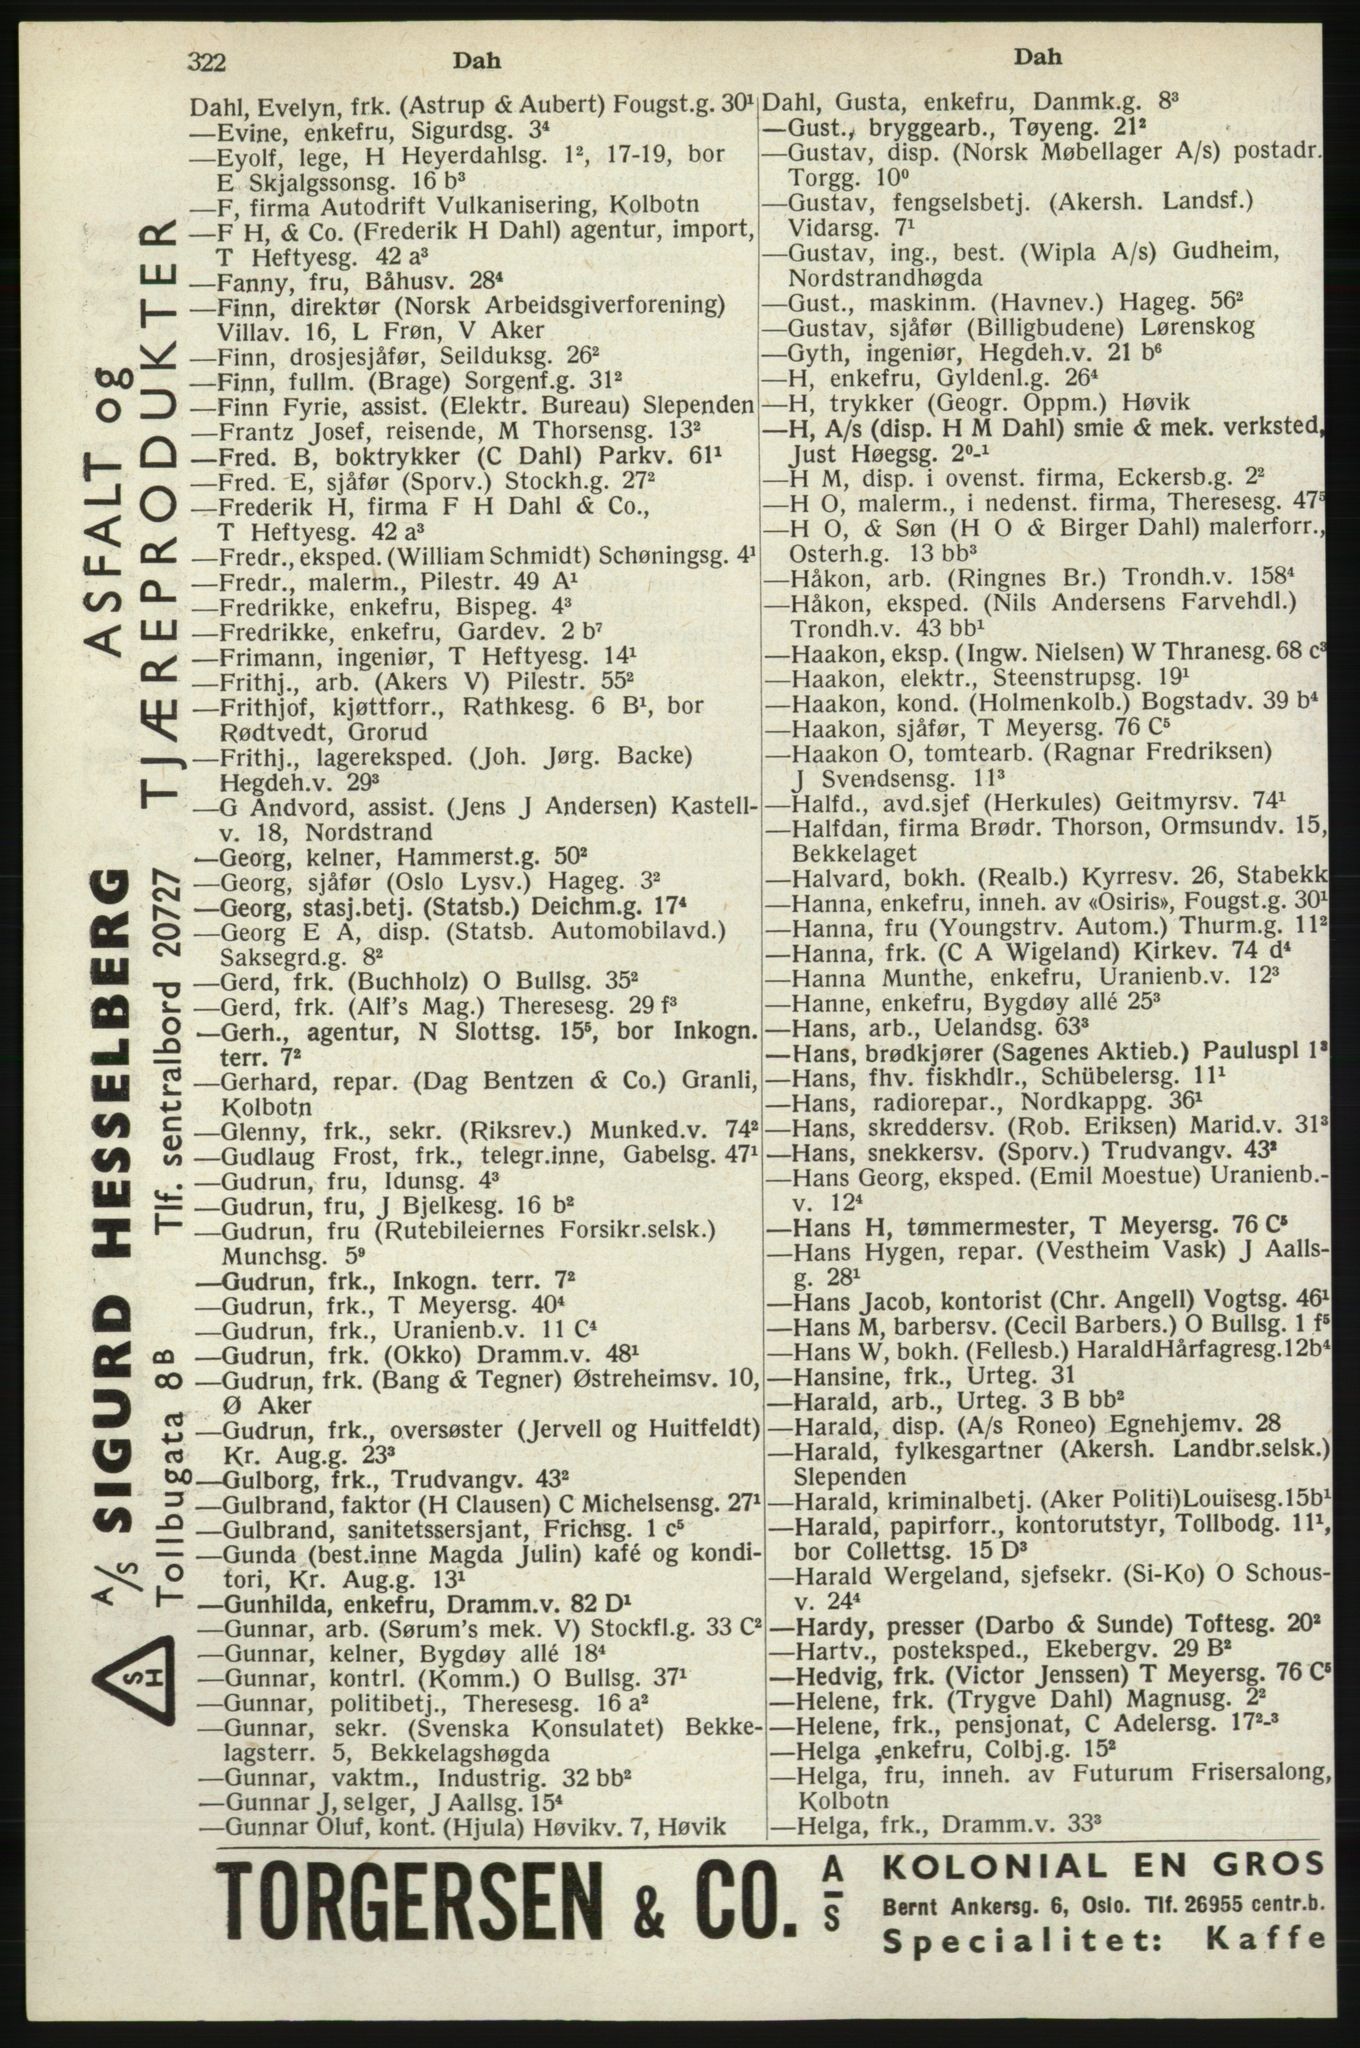 322
Dah
Dah
Dahl, Evelyn, frk. (Astrup & Aubert) Fougst.g. 30¹
—Evine, enkefru, Sigurdsg. 3⁴
—Eyolf, lege, H Heyerdahlsg. 1², 17-19, bor
E Skjalgssonsg. 16 b³
—F, firma Autodrift Vulkanisering, Kolbotn
—F H, & Co. (Frederik H Dahl) agentur, import,
T Heftyesg. 42 a³
—Fanny, fru, Båhusv. 28⁴
—Finn, direktør (Norsk Arbeidsgiverforening)
Villav. 16, L Frøn, V Aker
—Finn, drosjesjåfør, Seilduksg. 26²
—Finn, fullm. (Brage) Sorgenf.g. 31²
—Finn Fyrie, assist. (Elektr. Bureau) Slependen
—Frantz Josef, reisende, M Thorsensg. 13²
—Fred. B, boktrykker (C Dahl) Parkv. 61¹
—Fred. E, sjåfør (Sporv.) Stockh.g. 27²
—Frederik H, firma F H Dahl & Co.,
T Heftyesg. 42 a³
—Fredr., eksped. (William Schmidt) Schøningsg. 4¹
—Fredr., malerm., Pilestr. 49 A¹
—Fredrikke, enkefru, Bispeg. 4³
—Fredrikke, enkefru, Gardev. 2 b⁷
—Frimann, ingeniør, T Heftyesg. 14¹
—Frithj., arb. (Akers V) Pilestr. 55²
—Frithjof, kjøttforr., Rathkesg. 6 B¹, bor
Rødtvedt, Grorud
—Frithj., lagereksped. (Joh. Jørg. Backe)
Hegdeh.v. 29³
—G Andvord, assist. (Jens J Andersen) Kastell-
v. 18, Nordstrand
—Georg, kelner, Hammerst.g. 50²
—Georg, sjåfør (Oslo Lysv.) Hageg. 3²
—Georg, stasj.betj. (Statsb.) Deichm.g. 17⁴
—Georg E A, disp. (Statsb. Automobilavd.)
Saksegrd.g. 8²
—Gerd, frk. (Buchholz) O Bullsg. 35²
—Gerd, frk. (Alf's Mag.) Theresesg. 29 f³
—Gerh., agentur, N Slottsg. 15⁵, bor Inkogn.
terr. 7²
—Gerhard, repar. (Dag Bentzen & Co.) Granli,
Kolbotn
—Glenny, frk., sekr. (Riksrev.) Munked.v. 74²
—Gudlaug Frost, frk., telegr.inne, Gabelsg. 47¹
—Gudrun, fru, Idunsg. 4³
—Gudrun, fru, J Bjelkesg. 16 b²
—Gudrun, fru (Rutebileiernes Forsikr.selsk.)
Munchsg. 5⁹
—Gudrun, frk., Inkogn. terr. 7²
—Gudrun, frk., T Meyersg. 40⁴
—Gudrun, frk., Uranienb.v. 11 C⁴
—Gudrun, frk. (Okko) Dramm.v. 48¹
—Gudrun, frk. (Bang & Tegner) Østreheimsv. 10,
Ø Aker
—Gudrun, frk., oversøster (Jervell og Huitfeldt)
Kr. Aug.g. 23³
—Gulborg, frk., Trudvangv. 43²
—Gulbrand, faktor (H Clausen) C Michelsensg. 27¹
—Gulbrand, sanitetssersjant, Frichsg. 1 c⁵
—Gunda (best.inne Magda Julin) kafé og kondi-
tori, Kr. Aug.g. 13¹
—Gunhilda, enkefru, Dramm.v. 82 D¹
—Gunnar, arb. (Sørum's mek. V) Stockfl.g. 33 C²
—Gunnar, kelner, Bygdøy allé 18⁴
—Gunnar, kontrl. (Komm.) O Bullsg. 37¹
—Gunnar, politibetj., Theresesg. 16 a²
—Gunnar, sekr. (Svenska Konsulatet) Bekke-
lagsterr. 5, Bekkelagshøgda
—Gunnar, vaktm., Industrig. 32 bb²
—Gunnar J, selger, J Aallsg. 15⁴
—Gunnar Oluf, kont. (Hjula) Høvikv. 7, Høvik
Dahl, Gusta, enkefru, Danmk.g. 8³
—Gust., bryggearb., Tøyeng. 21²
—Gustav, disp. (Norsk Møbellager A/s) postadr.
Torgg. 10⁰
—Gustav, fengselsbetj. (Akersh. Landsf.)
Vidarsg. 7¹
—Gustav, ing., best. (Wipla A/s) Gudheim,
Nordstrandhøgda
—Gust., maskinm. (Havnev.) Hageg. 56²
—Gustav, sjåfør (Billigbudene) Lørenskog
—Gyth, ingeniør, Hegdeh.v. 21 b⁶
—H, enkefru, Gyldenl.g. 26⁴
—H, trykker (Geogr. Oppm.) Høvik
—H, A/s (disp. H M Dahl) smie & mek. verksted,
Just Høegsg. 2⁰-¹
—H M, disp. i ovenst. firma, Eckersb.g. 2²
—H O, malerm., i nedenst. firma, Theresesg. 47⁵
—H O, & Søn (H O & Birger Dahl) malerforr.,
Osterh.g. 13 bb³
—Håkon, arb. (Ringnes Br.) Trondh.v. 158⁴
—Håkon, eksped. (Nils Andersens Farvehdl.)
Trondh.v. 43 bb¹
—Haakon, eksp. (Ingw. Nielsen) W Thranesg. 68 c³
—Haakon, elektr., Steenstrupsg. 19¹
—Haakon, kond. (Holmenkolb.) Bogstadv. 39 b⁴
—Haakon, sjåfør, T Meyersg. 76 C⁵
—Haakon O, tomtearb. (Ragnar Fredriksen)
J Svendsensg. 11³
—Halfd., avd.sjef (Herkules) Geitmyrsv. 74¹
—Halfdan, firma Brødr. Thorson, Ormsundv. 15,
Bekkelaget
—Halvard, bokh. (Realb.) Kyrresv. 26, Stabekk
—Hanna, enkefru, inneh. av «Osiris», Fougst.g. 30¹
—Hanna, fru (Youngstrv. Autom.) Thurm.g. 11²
—Hanna, frk. (C A Wigeland) Kirkev. 74 d⁴
—Hanna Munthe, enkefru, Uranienb.v. 12³
—Hanne, enkefru, Bygdøy allé 25³
—Hans, arb., Uelandsg. 63³
—Hans, brødkjører (Sagenes Aktieb.) Pauluspl 1³
—Hans, fhv. fiskhdlr., Schübelersg. 11¹
—Hans, radiorepar., Nordkappg. 36¹
—Hans, skreddersv. (Rob. Eriksen) Marid.v. 31³
—Hans, snekkersv. (Sporv.) Trudvangv. 43²
—Hans Georg, eksped. (Emil Moestue) Uranienb.-
v. 12⁴
—Hans H, tømmermester, T Meyersg. 76 C⁵
—Hans Hygen, repar. (Vestheim Vask) J Aalls-
g. 28¹
—Hans Jacob, kontorist (Chr. Angell) Vogtsg. 46¹
—Hans M, barbersv. (Cecil Barbers.) O Bullsg. 1 f⁵
—Hans W, bokh. (Fellesb.) Harald Hårfagresg. 12b⁴
—Hansine, frk., Urteg. 31
—Harald, arb., Urteg. 3 B bb²
—Harald, disp. (A/s Roneo) Egnehjemv. 28
—Harald, fylkesgartner (Akersh. Landbr.selsk.)
Slependen
—Harald, kriminalbetj. (Aker Politi) Louisesg. 15b¹
—Harald, papirforr., kontorutstyr, Tollbodg. 11¹,
bor Collettsg. 15 D³
—Harald Wergeland, sjefsekr. (Si-Ko) O Schous-
v. 24⁴
—Hardy, presser (Darbo & Sunde) Toftesg. 20²
—Hartv., posteksped., Ekebergv. 29 B²
—Hedvig, frk. (Victor Jenssen) T Meyersg. 76 C⁵
—Helene, frk. (Trygve Dahl) Magnusg. 2²
—Helene, frk., pensjonat, C Adelersg. 17²-³
—Helga ,enkefru, Colbj.g. 15²
—Helga, fru, inneh. av Futurum Frisersalong,
Kolbotn
—Helga, frk., Dramm.v. 33³
ASFALT og
TJÆREPRODUKTER
A/S SIGURD HESSELBERG
Tollbugata 8B Tlf. sentralbord 20727
S H
TORGERSEN & CO. A/S
KOLONIAL EN GROS
Bernt Ankersg. 6, Oslo. Tlf. 26955 centr.b.
Specialitet: Kaffe